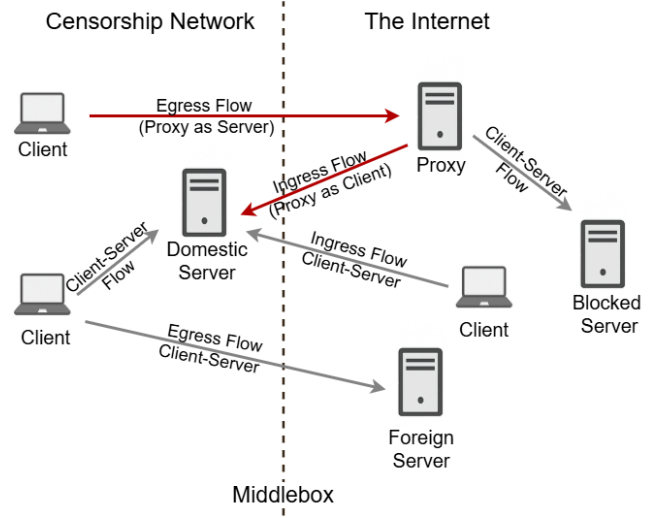 Censorship Network
The Internet
Egress Flow
(Proxy as Server)
Client
Proxy
Ingress Flow
(Proxy as Client)
Client-Server
Flow
Domestic
Server
Client-Server
Flow
Ingress Flow
Client-Server
Blocked
Server
Client
Client
Egress Flow
Client-Server
Foreign
Server
Middlebox